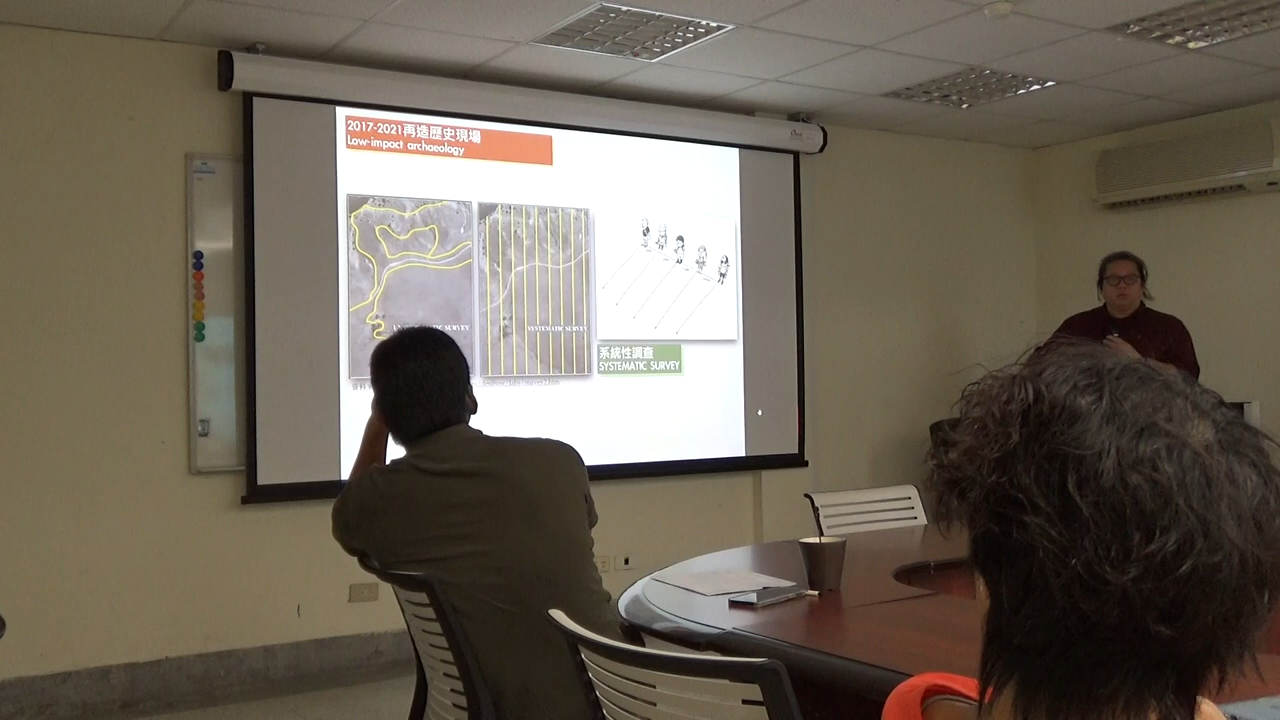 2017-2021再造歷史現場
Low-impact archaeology
SYSTEMATIC SURVEY
系統性調查
SYSTEMATIC SURVEY